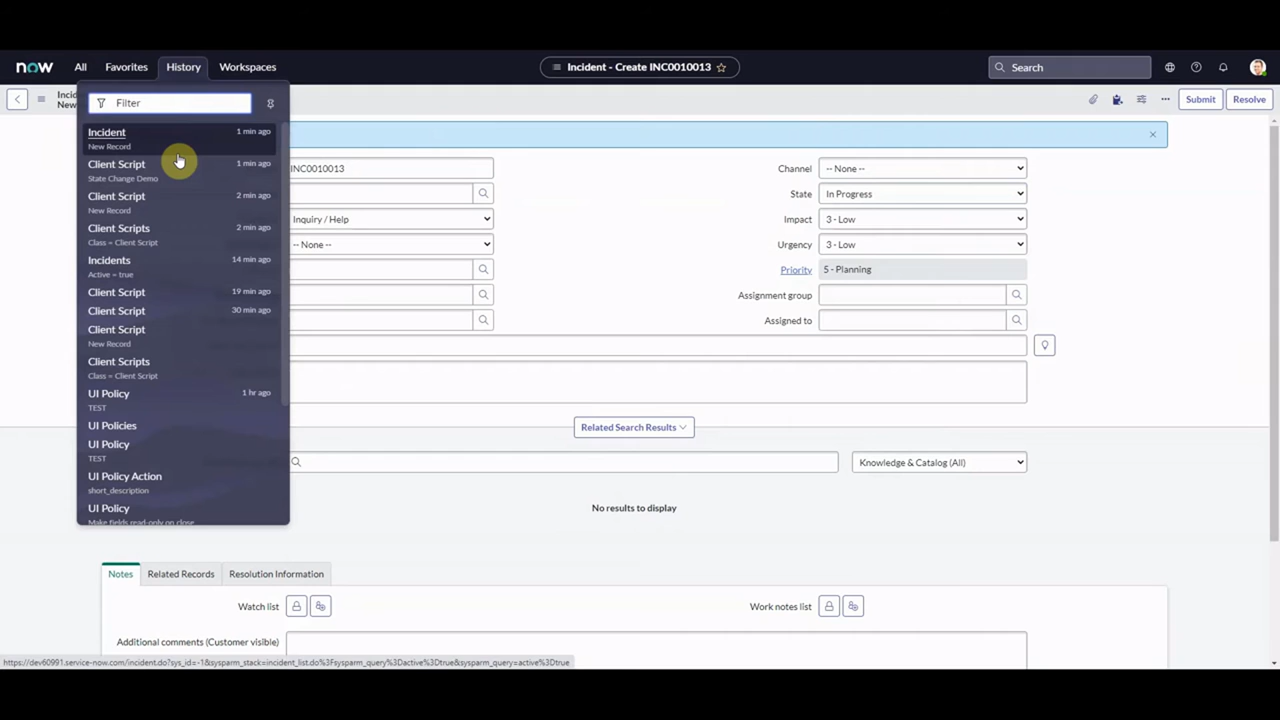 now All Favorites History Workspaces Incident - Create INC0010013 Search
Incid
New
Submit Resolve
Filter
Incident 1 min ago
New Record
Client Script 1 min ago
State Change Demo
Client Script 2 min ago
New Record
Client Scripts 2 min ago
Class = Client Script
Incidents 14 min ago
Active = true
Client Script 19 min ago
Client Script 30 min ago
Client Script
New Record
Client Scripts
Class = Client Script
UI Policy 1 hr ago
TEST
UI Policies
UI Policy
TEST
UI Policy Action
short_description
UI Policy
Make fields read-only on close
INC0010013 Channel -- None --
State In Progress
Inquiry / Help Impact 3 - Low
-- None -- Urgency 3 - Low
Priority 5 - Planning
Assignment group
Assigned to
Related Search Results
Knowledge & Catalog (All)
No results to display
Notes Related Records Resolution Information
Watch list Work notes list
Additional comments (Customer visible)
https://dev60991.service-now.com/incident.do?sys_id=-1&sysparm_stack=incident_list.do%3Fsysparm_query%3Dactive%3Dtrue&sysparm_query=active%3Dtrue